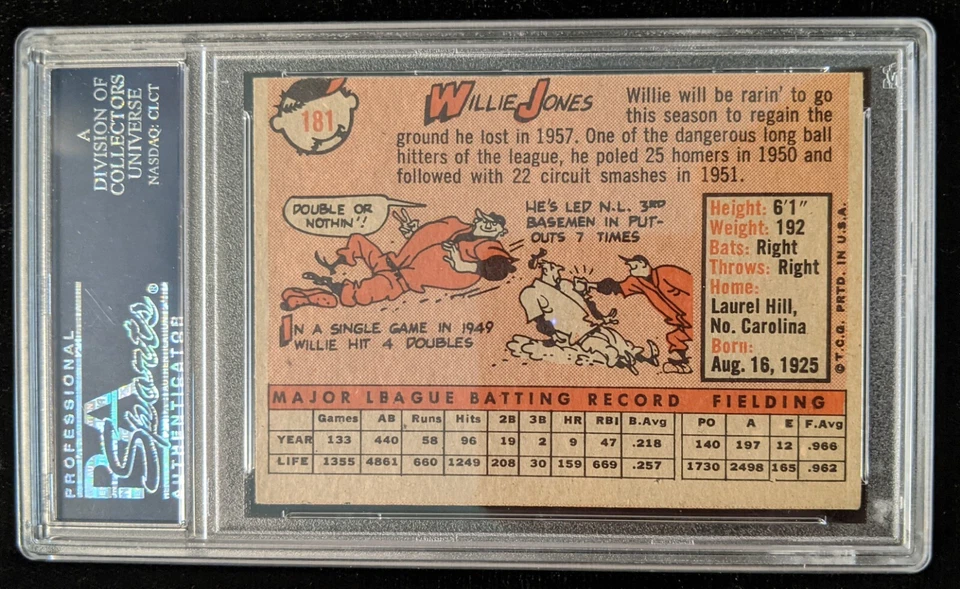 A
DIVISION OF
COLLECTORS
UNIVERSE
NASDAQ: CLCT
PROFESSIONAL
PSA
Sports ®
AUTHENTICATOR
181
WILLIE JONES
Willie will be rarin' to go
this season to regain the
ground he lost in 1957. One of the dangerous long ball
hitters of the league, he poled 25 homers in 1950 and
followed with 22 circuit smashes in 1951.
DOUBLE OR
NOTHIN'!
HE'S LED N.L. 3RD
BASEMEN IN PUT-
OUTS 7 TIMES
IN A SINGLE GAME IN 1949
WILLIE HIT 4 DOUBLES
Height: 6'1"
Weight: 192
Bats: Right
Throws: Right
Home:
Laurel Hill,
No. Carolina
Born:
Aug. 16, 1925
© T.C.G. PRTD. IN U.S.A.
MAJOR LEAGUE BATTING RECORD FIELDING
Games AB Runs Hits 2B 3B HR RBI B.Avg PO A E F.Avg
YEAR 133 440 58 96 19 2 9 47 .218 140 197 12 .966
LIFE 1355 4861 660 1249 208 30 159 669 .257 1730 2498 165 .962